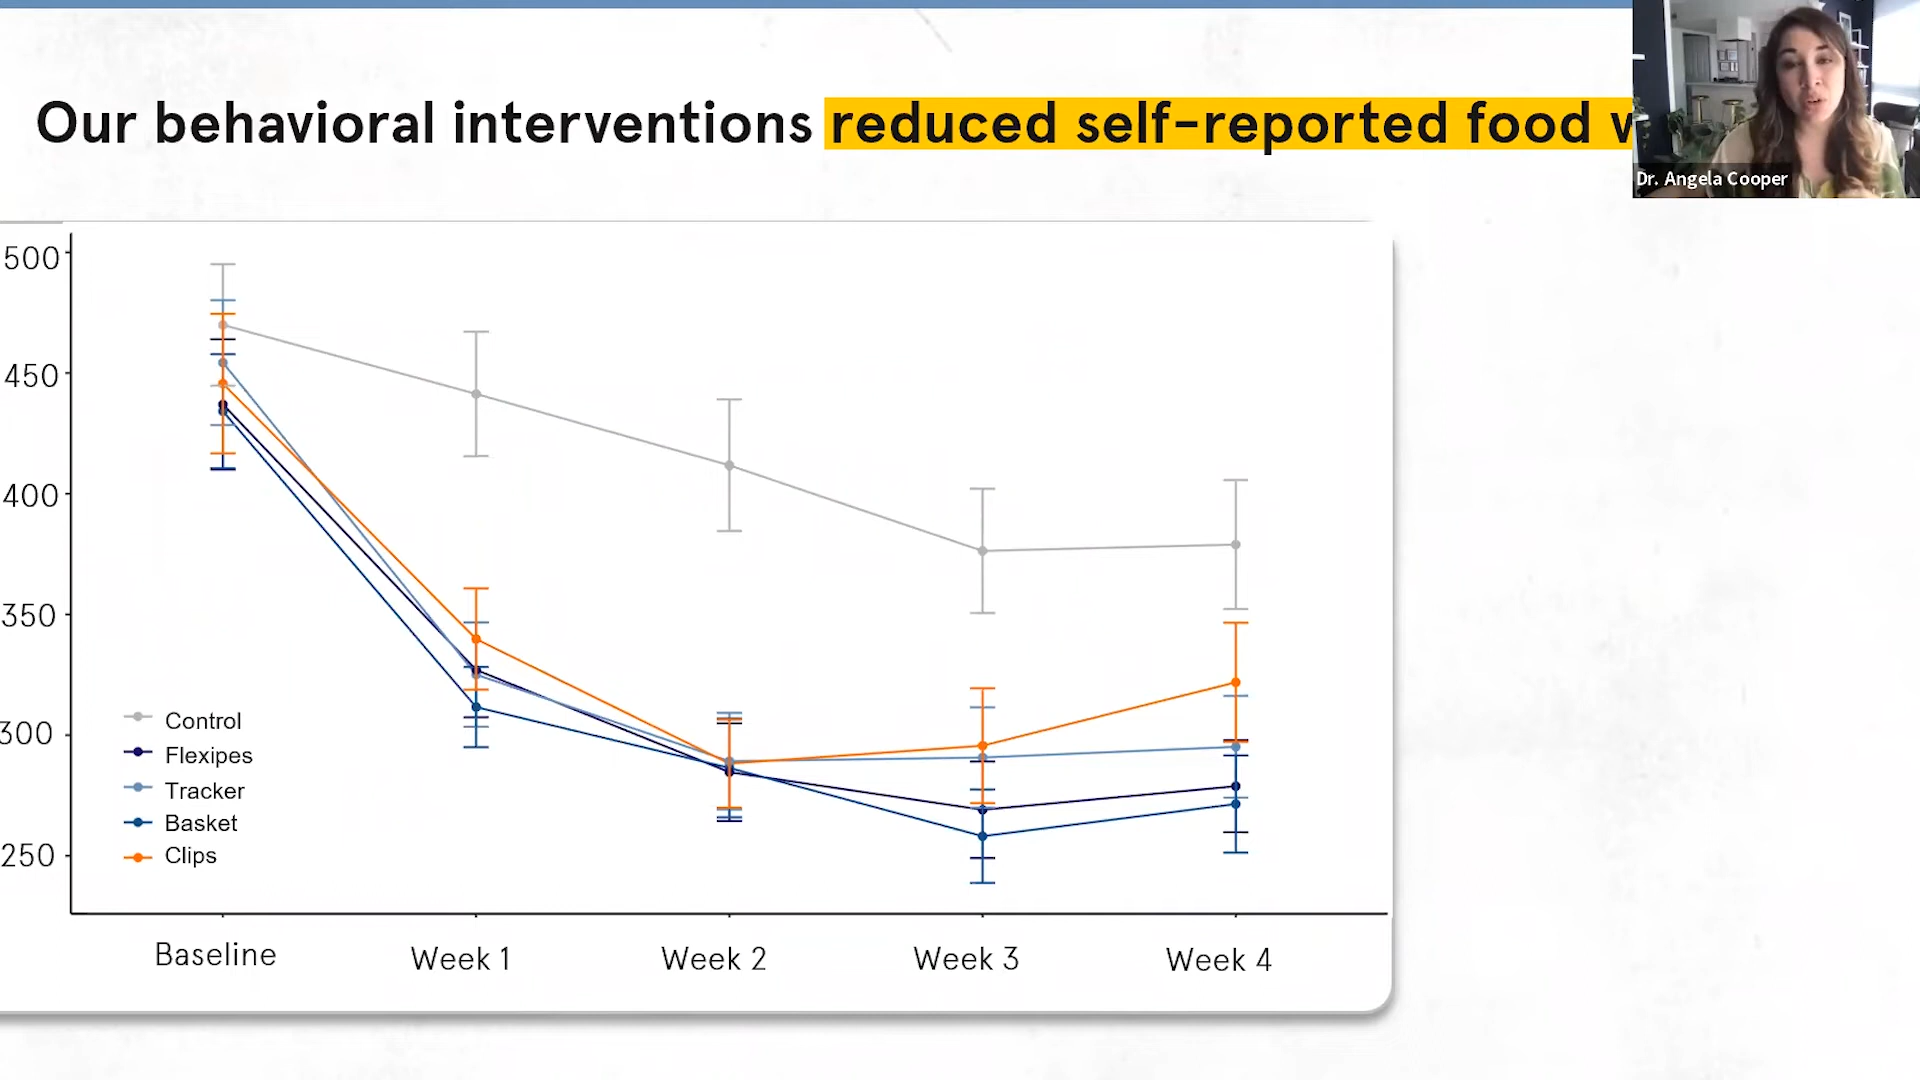 Our behavioral interventions reduced self-reported food
Dr. Angela Cooper
500
450
400
350
300
250
Control
Flexipes
Tracker
Basket
Clips
Baseline
Week 1
Week 2
Week 3
Week 4